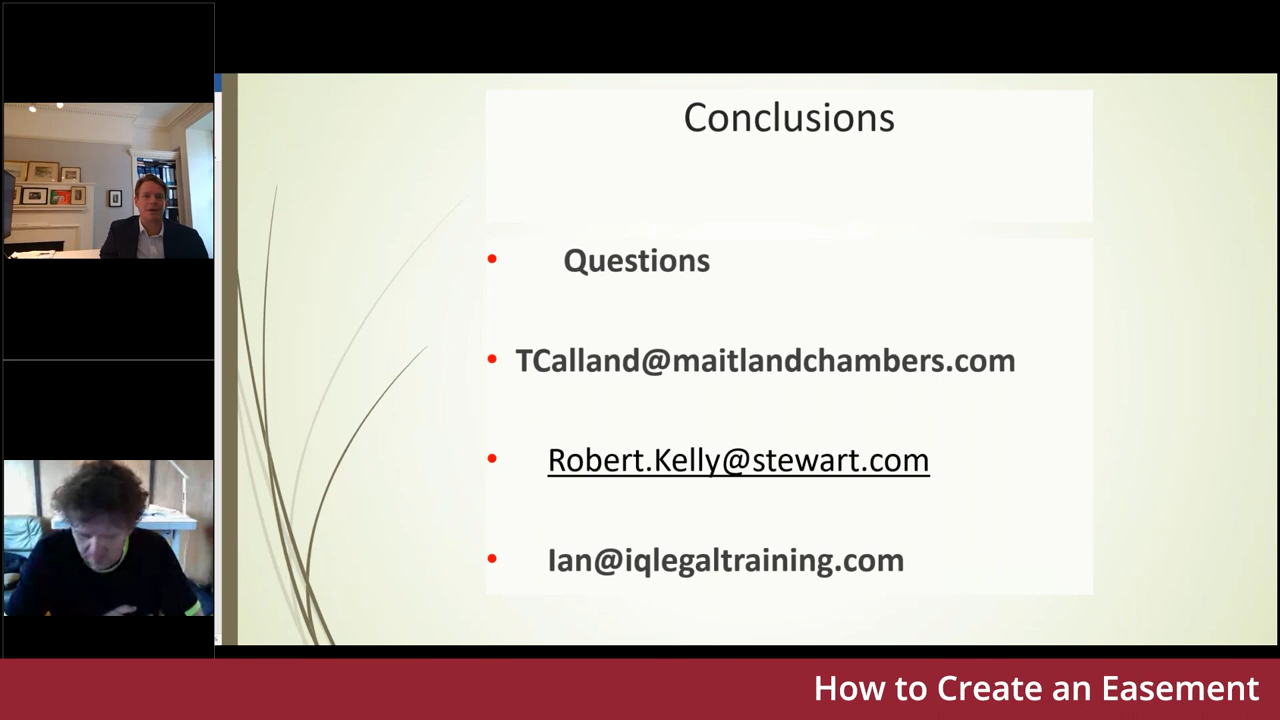 Conclusions
Questions
TCalland@maitlandchambers.com
Robert.Kelly@stewart.com
Ian@iqlegaltraining.com
How to Create an Easement